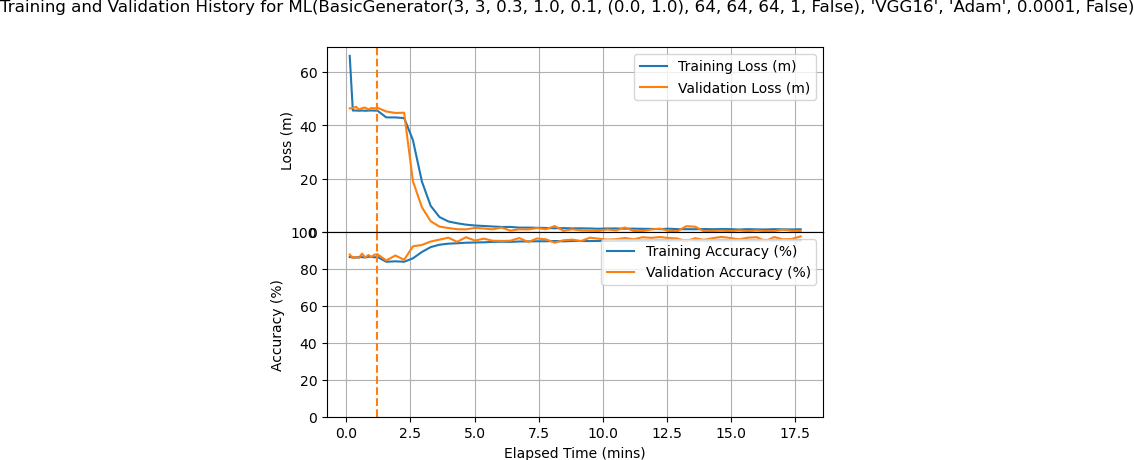 Training and Validation History for ML(BasicGenerator(3, 3, 0.3, 1.0, 0.1, (0.0, 1.0), 64, 64, 64, 1, False), 'VGG16', 'Adam', 0.0001, False)
60
40
20
0
Loss (m)
Training Loss (m)
Validation Loss (m)
100
80
60
40
20
0
Accuracy (%)
Training Accuracy (%)
Validation Accuracy (%)
0.0 2.5 5.0 7.5 10.0 12.5 15.0 17.5
Elapsed Time (mins)